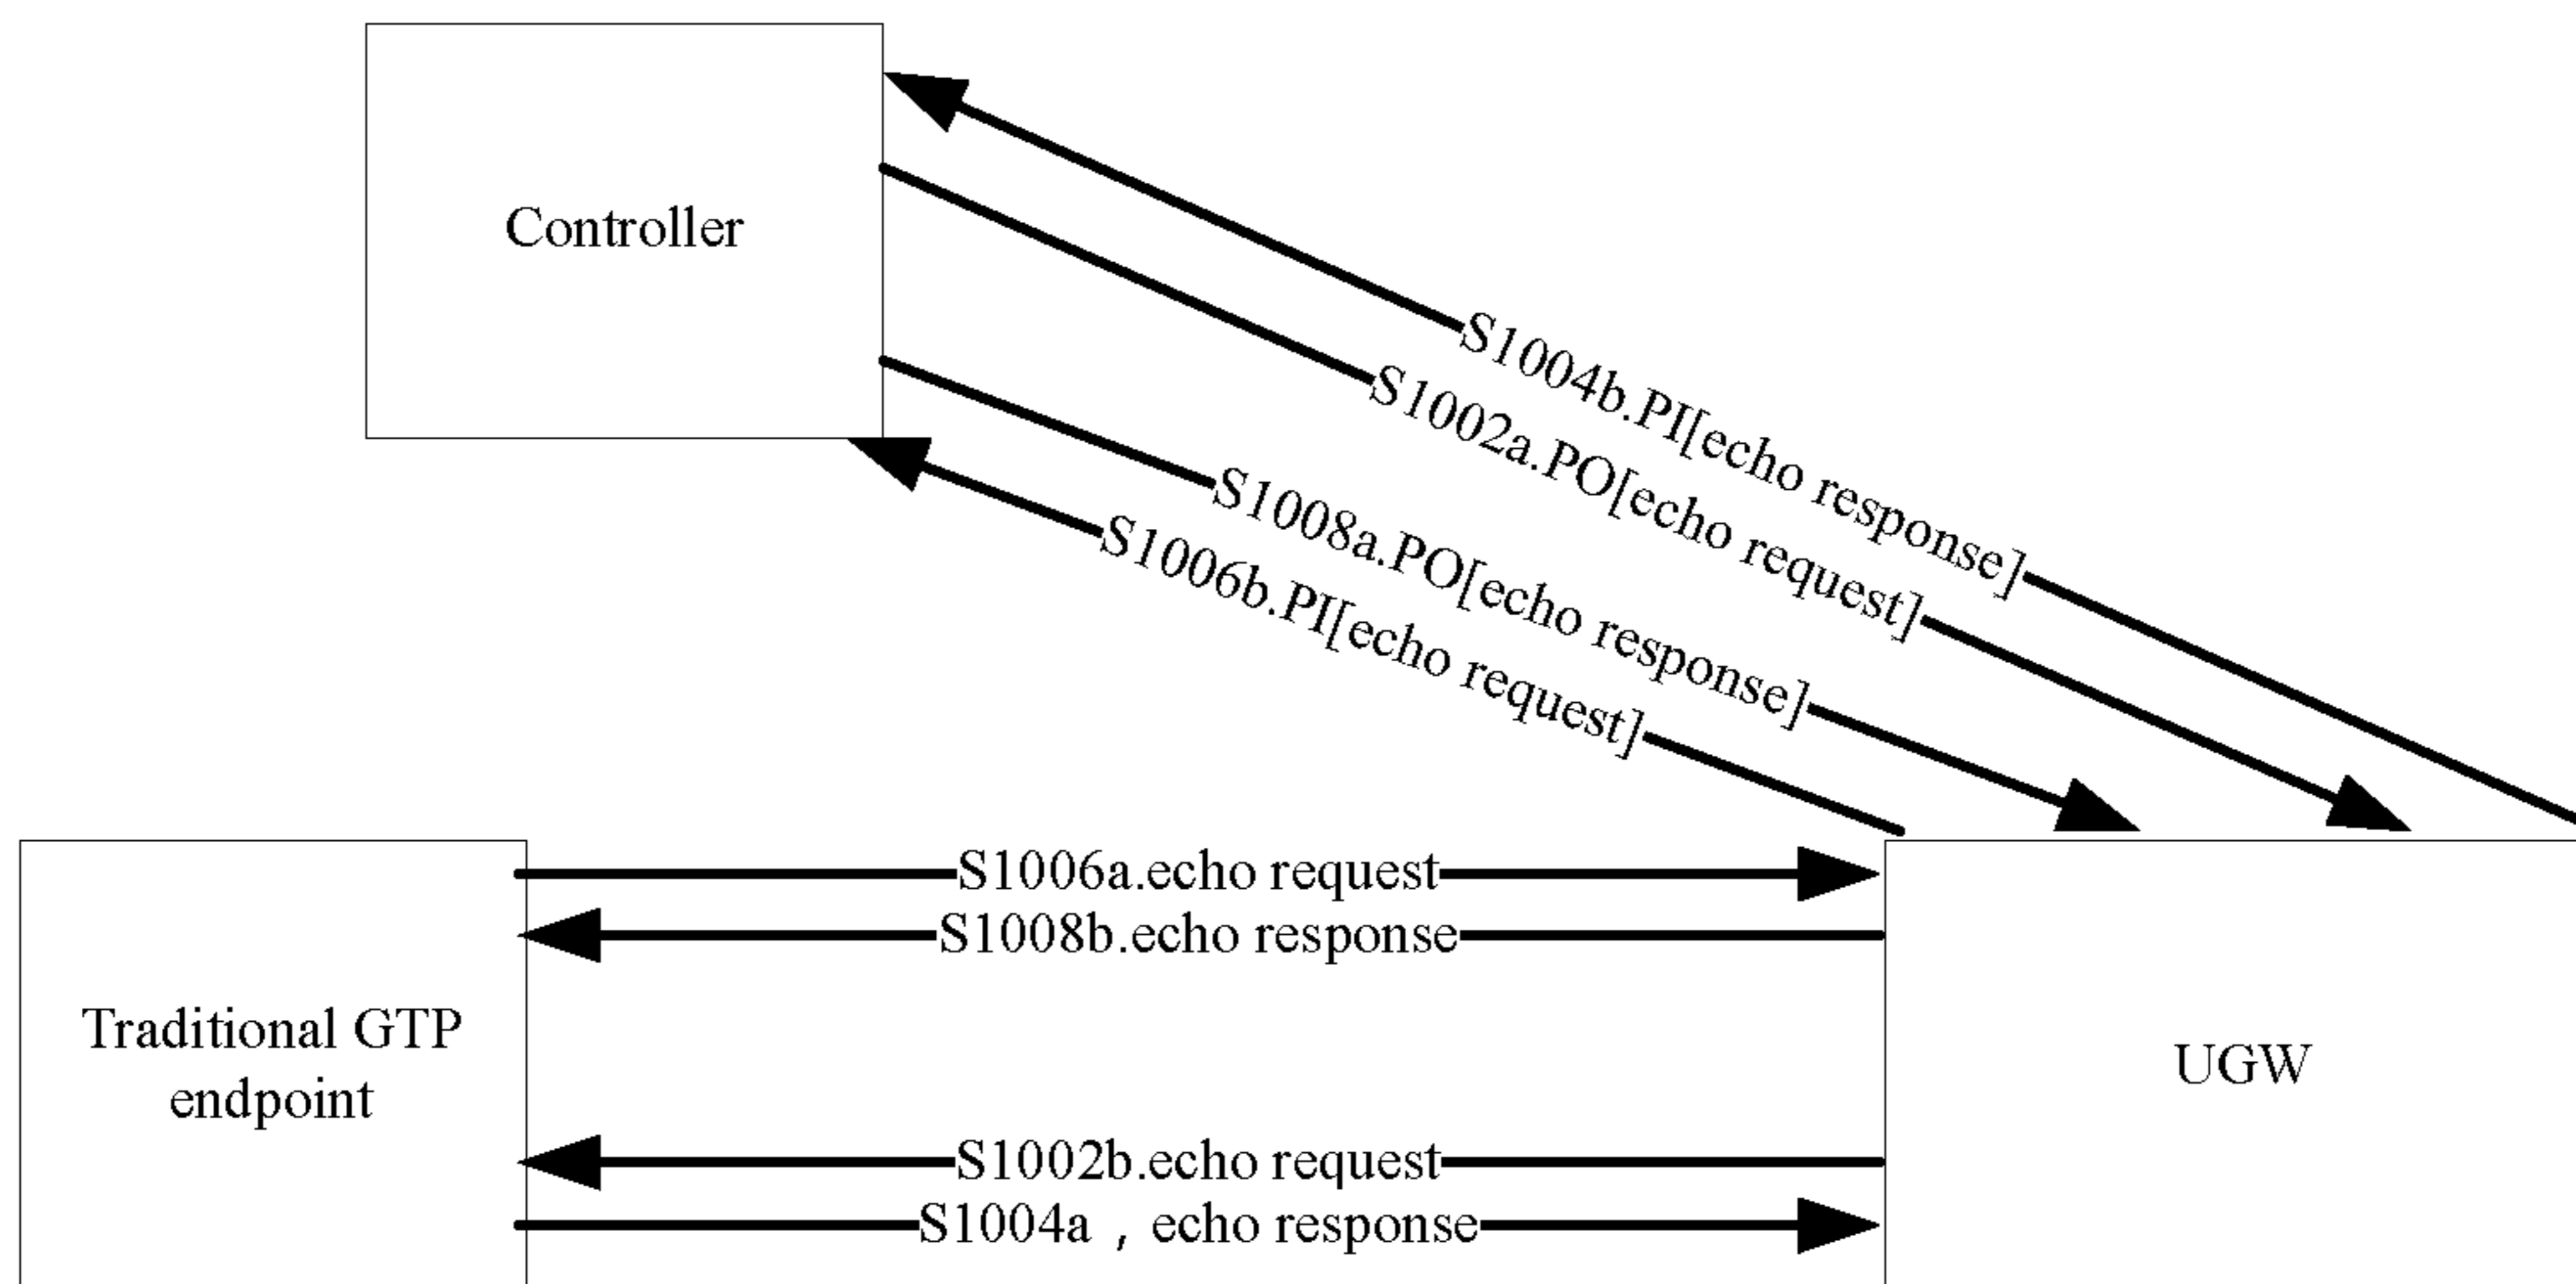 Controller
S1004b.PI[echo response]
S1002a.PO[echo request]
S1008a.PO[echo response]
S1006b.PI[echo request]
S1006a.echo request
S1008b.echo response
Traditional GTP
endpoint
UGW
S1002b.echo request
S1004a，echo response